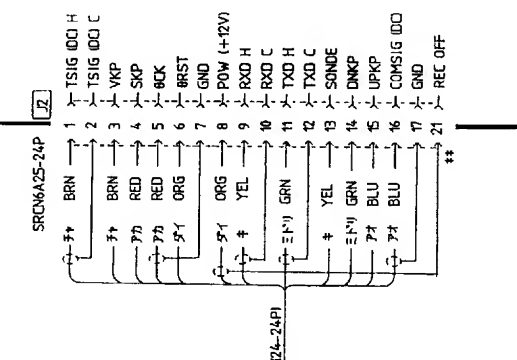 SRCN6A25-24P
J2
チャ BRN 1 TSIG (DC) H
2 TSIG (DC) C
チャ BRN 3 VKP
アカ RED 4 SKP
アカ RED 5 ΘCK
ダイ ORG 6 ΘRST
7 GND
ダイ ORG 8 POW (+12V)
キ YEL 9 RXD H
10 RXD C
ミドリ GRN 11 TXD H
12 TXD C
キ YEL 13 SONDE
ミドリ GRN 14 DNKP
アオ BLU 15 UPKP
アオ BLU 16 COMSIG (DC)
17 GND
21 REC OFF
**
24-24P)